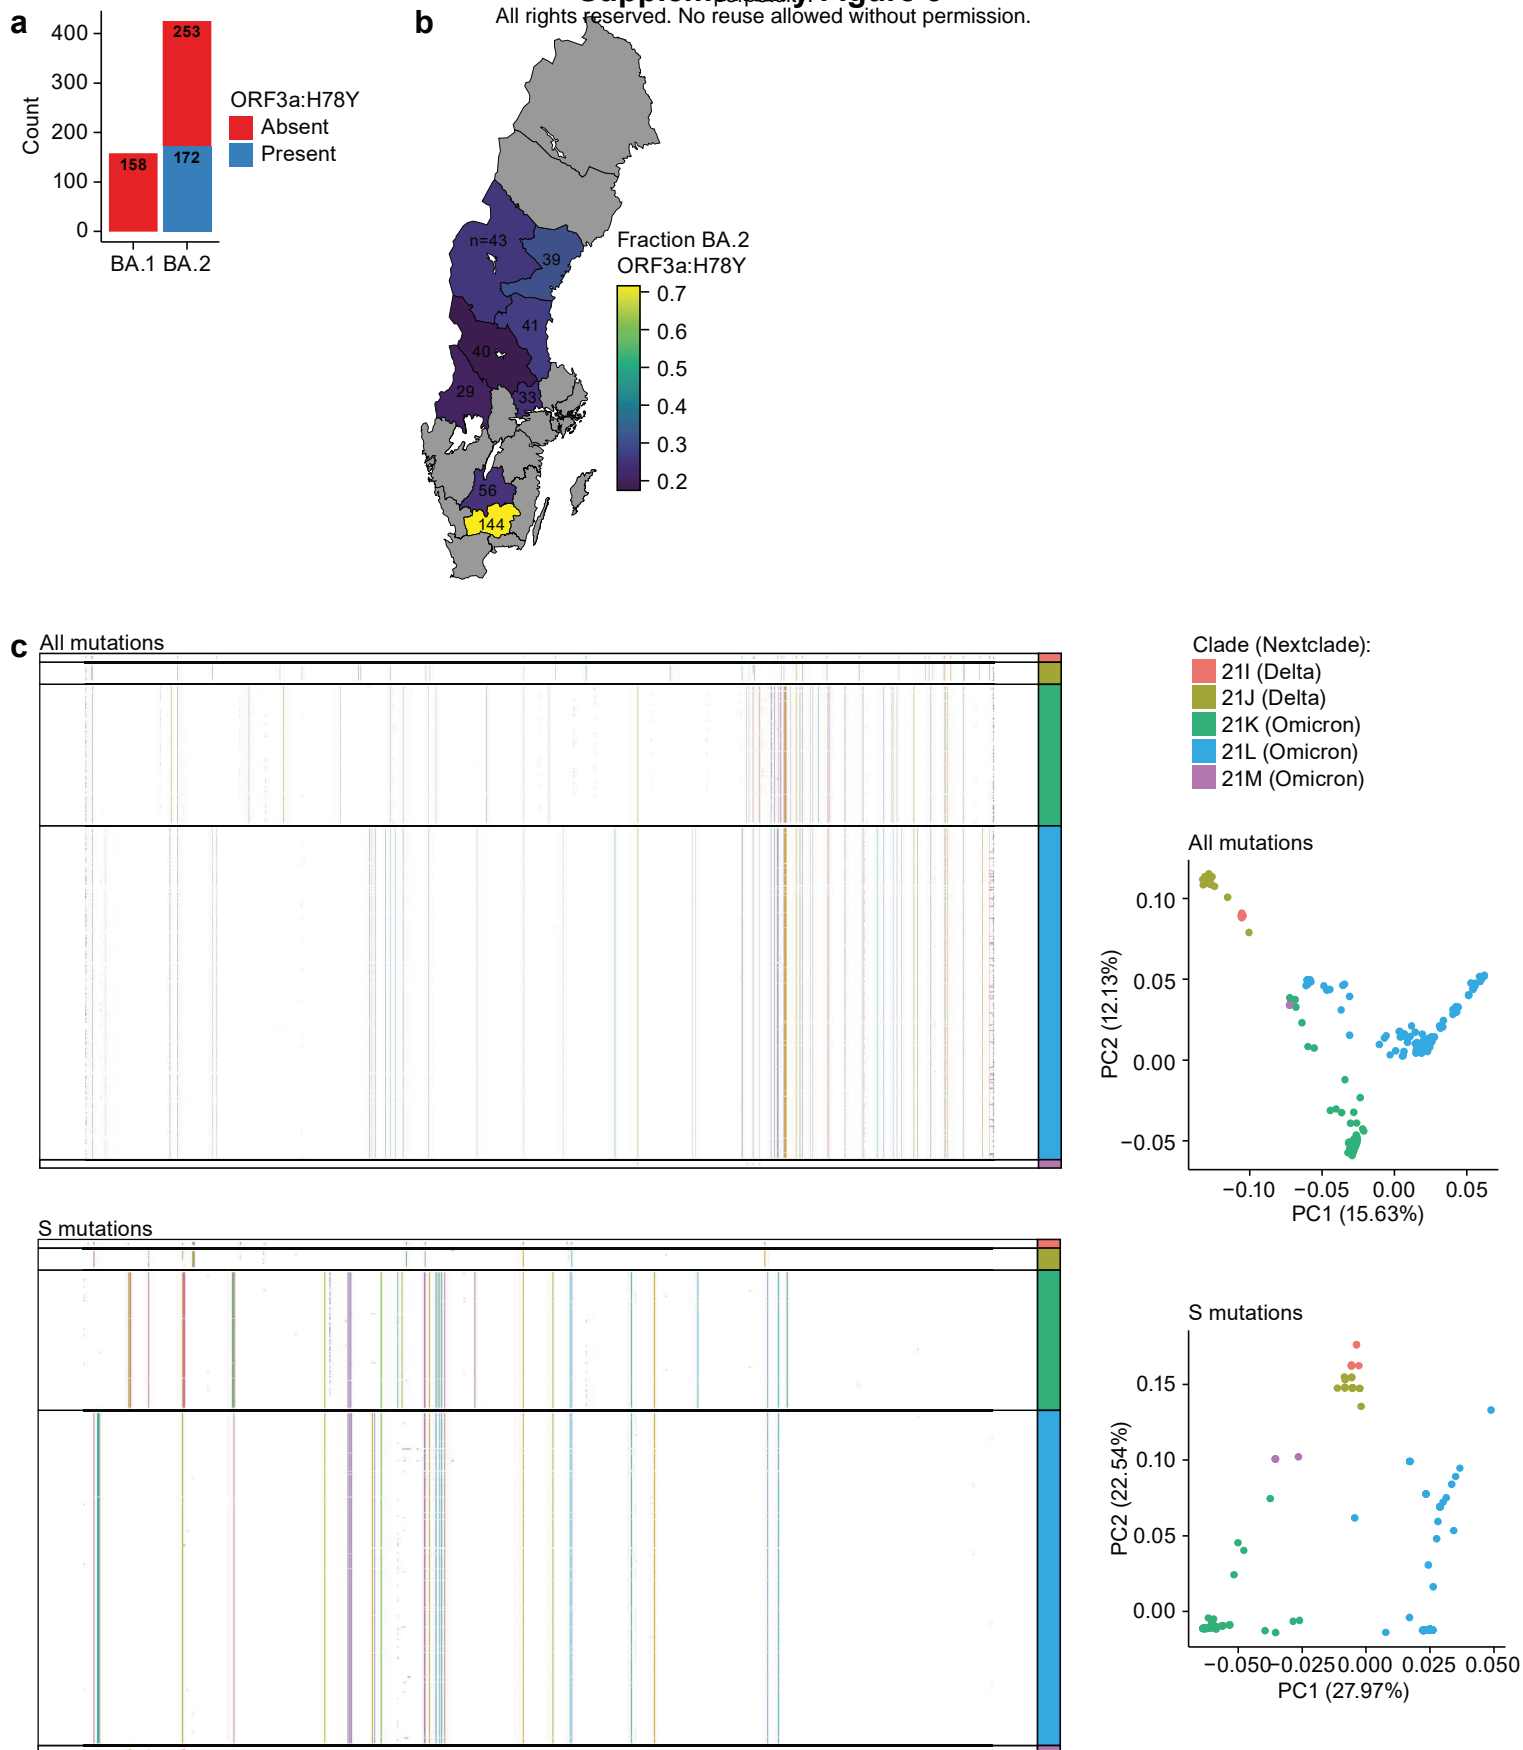 All rights reserved. No reuse allowed without permission.
a
400
300
200
100
0
Count
253
172
158
BA.1 BA.2
ORF3a:H78Y
Absent
Present
b
n=43
39
41
40
29
33
56
144
Fraction BA.2
ORF3a:H78Y
0.7
0.6
0.5
0.4
0.3
0.2
c
All mutations
Clade (Nextclade):
21I (Delta)
21J (Delta)
21K (Omicron)
21L (Omicron)
21M (Omicron)
All mutations
0.10
0.05
0.00
−0.05
PC2 (12.13%)
−0.10 −0.05 0.00 0.05
PC1 (15.63%)
S mutations
S mutations
0.15
0.10
0.05
0.00
PC2 (22.54%)
−0.050 −0.025 0.000 0.025 0.050
PC1 (27.97%)